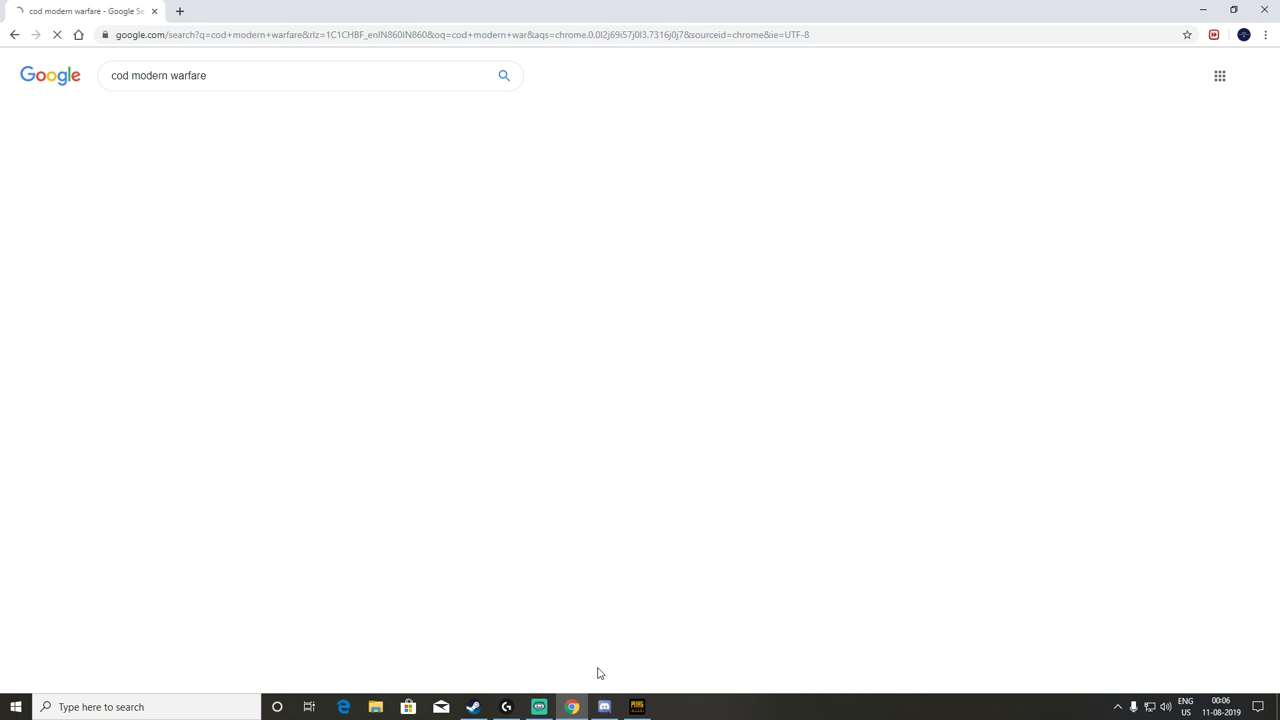 cod modern warfare - Google Se
google.com/search?q=cod+modern+warfare&rlz=1C1CHBF_enIN860IN860&oq=cod+modern+war&aqs=chrome.0.0l2j69i57j0l3.7316j0j7&sourceid=chrome&ie=UTF-8
Google
cod modern warfare
Type here to search
PUBG
ENG
US
00:06
11-08-2019